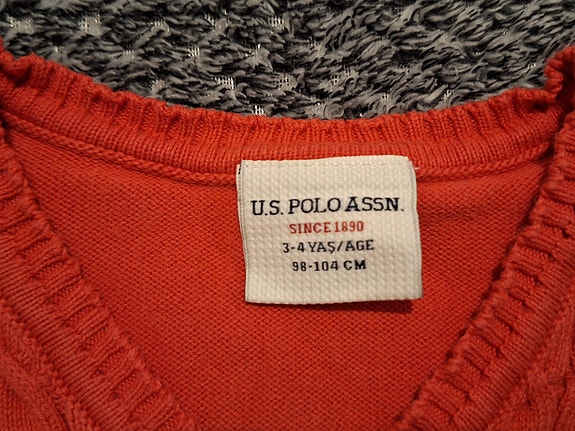 U.S. POLO ASSN.
SINCE 1890
3-4 YAŞ/AGE
98-104 CM